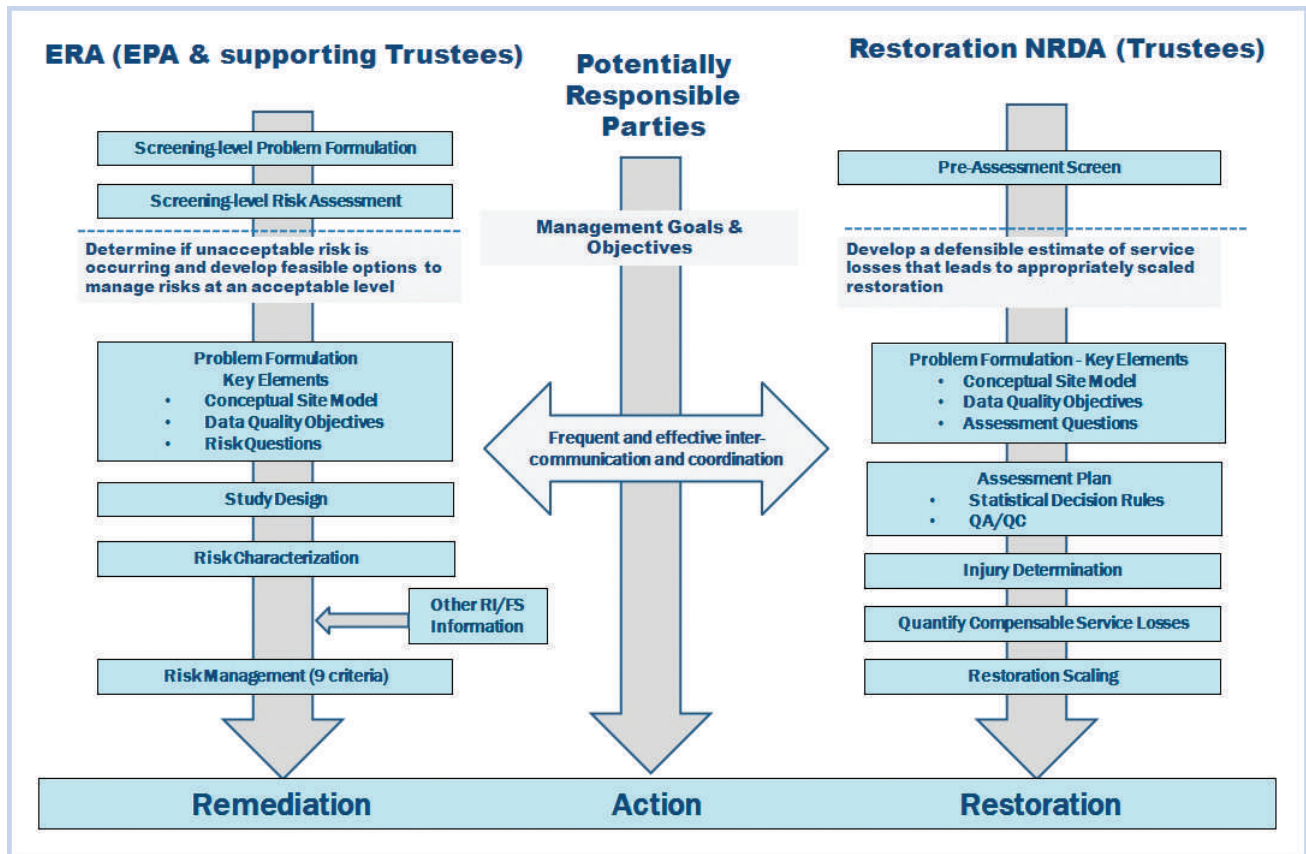 ERA (EPA & supporting Trustees)
Screening-level Problem Formulation
Screening-level Risk Assessment
Determine if unacceptable risk is
occurring and develop feasible options to
manage risks at an acceptable level
Problem Formulation
Key Elements
• Conceptual Site Model
• Data Quality Objectives
• Risk Questions
Study Design
Risk Characterization
Other RI/FS
Information
Risk Management (9 criteria)
Potentially
Responsible
Parties
Management Goals &
Objectives
Frequent and effective inter-
communication and coordination
Restoration NRDA (Trustees)
Pre-Assessment Screen
Develop a defensible estimate of service
losses that leads to appropriately scaled
restoration
Problem Formulation - Key Elements
• Conceptual Site Model
• Data Quality Objectives
• Assessment Questions
Assessment Plan
• Statistical Decision Rules
• QA/QC
Injury Determination
Quantify Compensable Service Losses
Restoration Scaling
Remediation
Action
Restoration